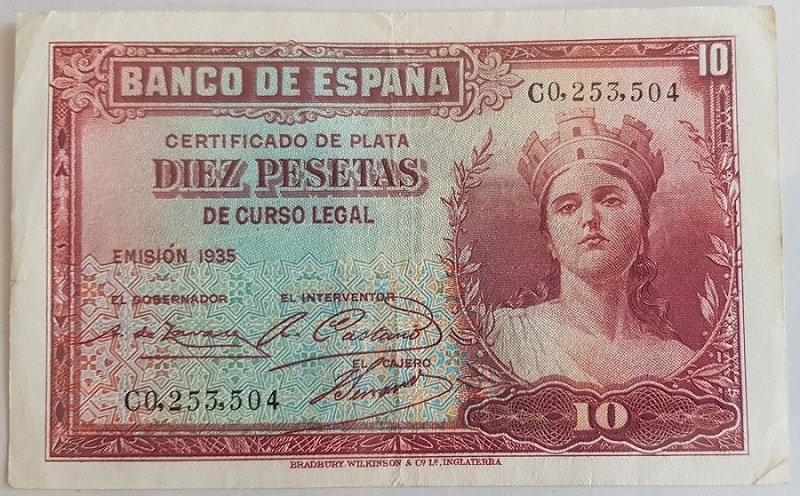 BANCO DE ESPAÑA
10
C0,253,504
CERTIFICADO DE PLATA
DIEZ PESETAS
DE CURSO LEGAL
EMISIÓN 1935
EL GOBERNADOR
EL INTERVENTOR
EL CAJERO
C0,253,504
10
BRADBURY, WILKINSON & Cº Lᵈ, INGLATERRA